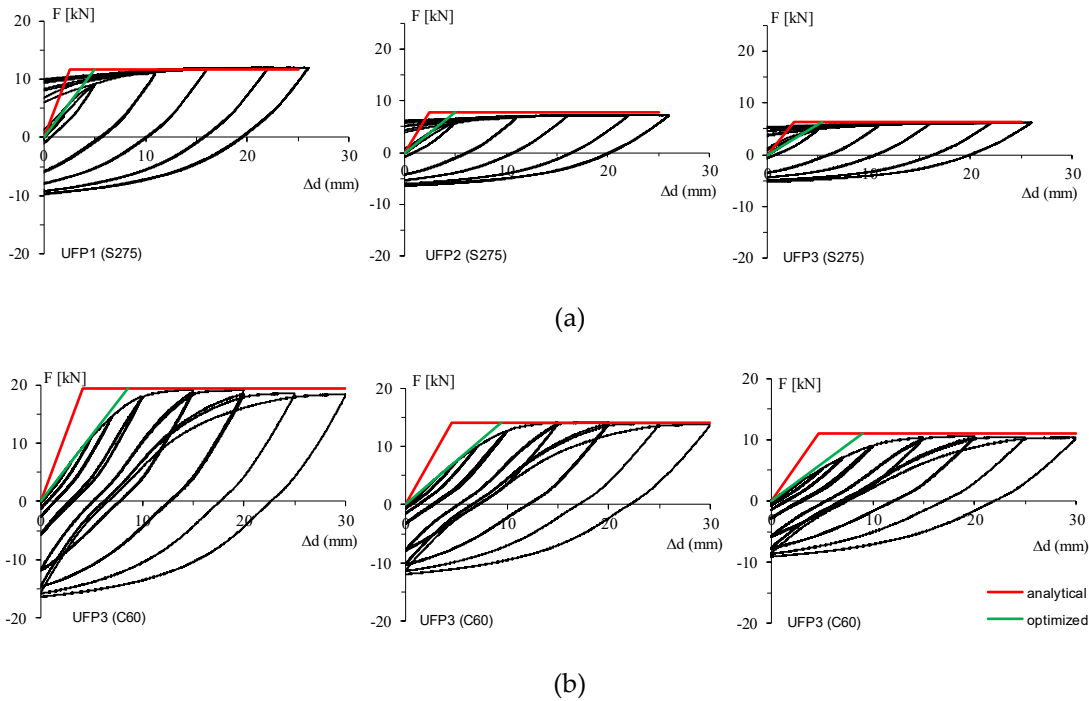 F [kN]
20
10
0
-10
-20
0
10
20
30
Δd (mm)
UFP1 (S275)
F [kN]
20
10
0
-10
-20
0
10
20
30
Δd (mm)
UFP2 (S275)
F [kN]
20
10
0
-10
-20
0
10
20
30
Δd (mm)
UFP3 (S275)
(a)
F [kN]
20
10
0
-10
-20
0
10
20
30
Δd (mm)
UFP3 (C60)
F [kN]
20
10
0
-10
-20
0
10
20
30
Δd (mm)
UFP3 (C60)
F [kN]
20
10
0
-10
-20
0
10
20
30
Δd (mm)
UFP3 (C60)
analytical
optimized
(b)